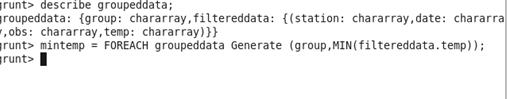 grunt> describe groupeddata;
groupeddata: {group: chararray,filtereddata: {(station: chararray,date: chararra
y,obs: chararray,temp: chararray)}}
grunt> mintemp = FOREACH groupeddata Generate (group,MIN(filtereddata.temp));
grunt>